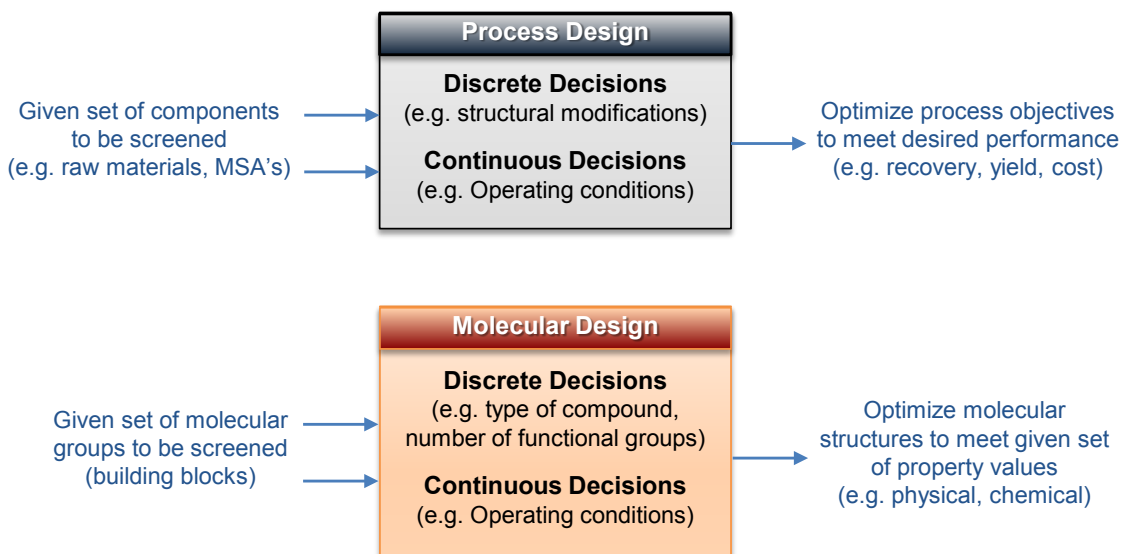 Process Design
Given set of components
to be screened
(e.g. raw materials, MSA's)
Discrete Decisions
(e.g. structural modifications)
Continuous Decisions
(e.g. Operating conditions)
Optimize process objectives
to meet desired performance
(e.g. recovery, yield, cost)
Molecular Design
Given set of molecular
groups to be screened
(building blocks)
Discrete Decisions
(e.g. type of compound,
number of functional groups)
Continuous Decisions
(e.g. Operating conditions)
Optimize molecular
structures to meet given set
of property values
(e.g. physical, chemical)